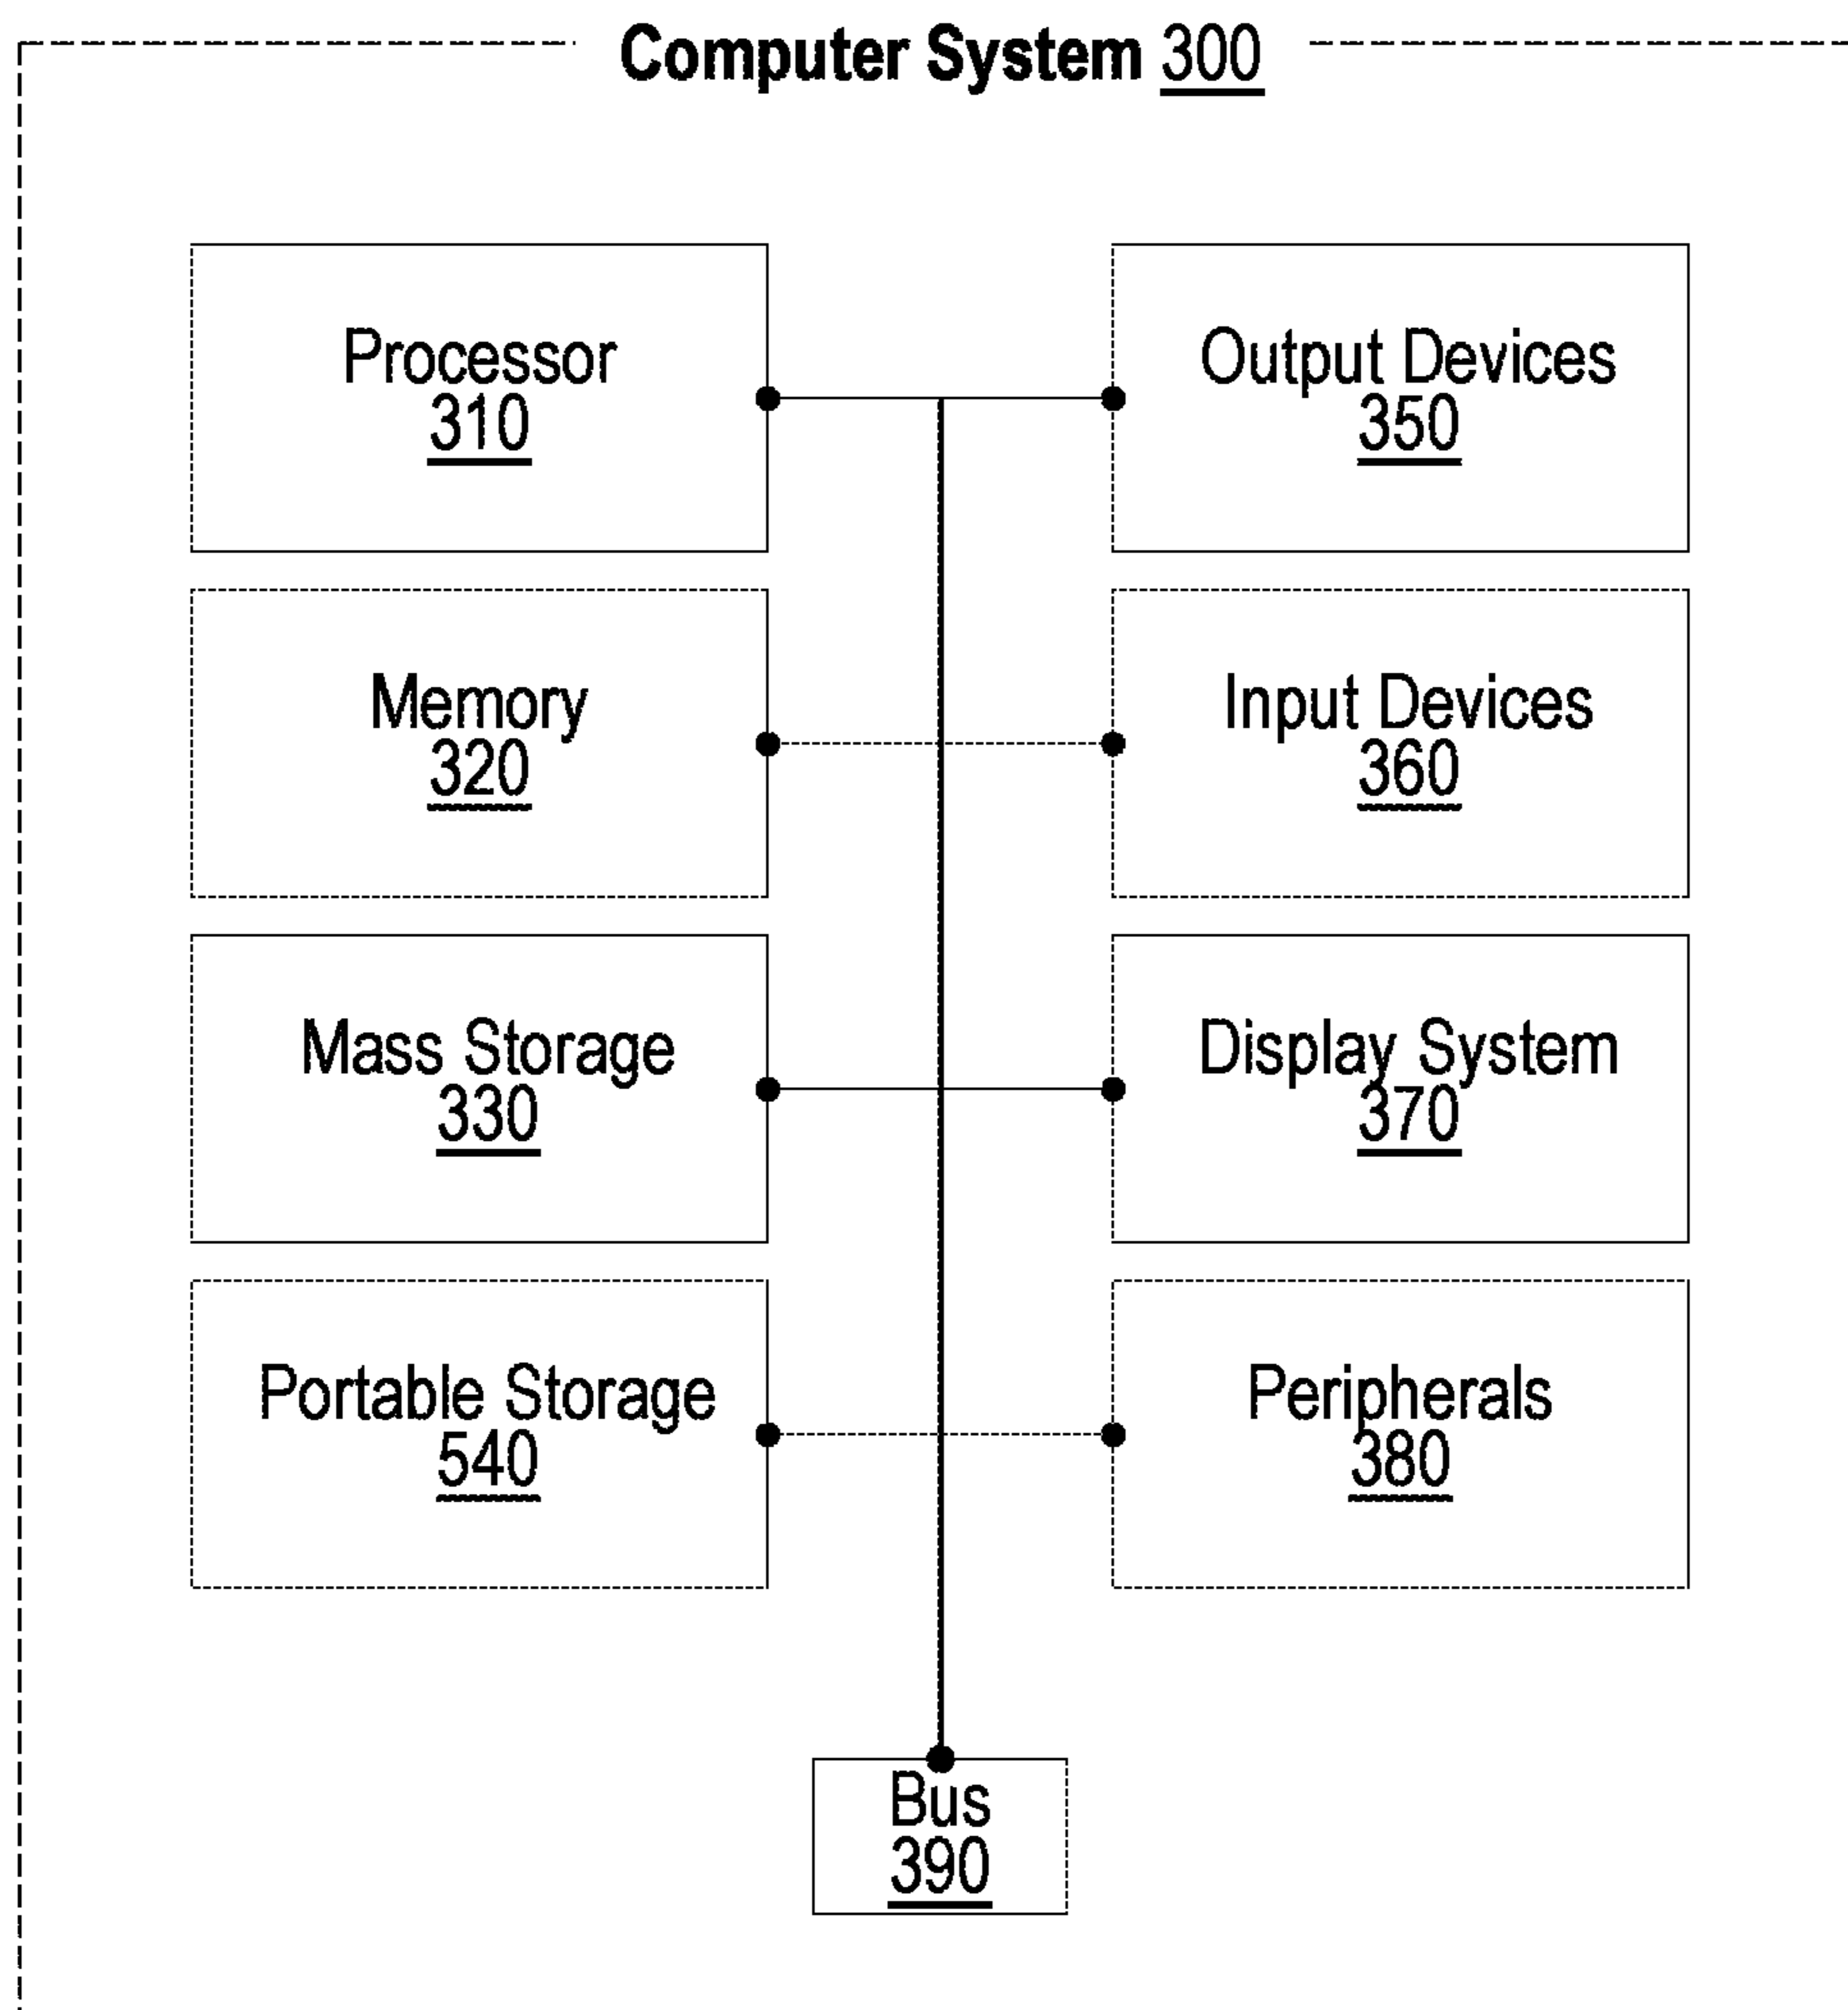 Computer System 300
Processor
310
Output Devices
350
Memory
320
Input Devices
360
Mass Storage
330
Display System
370
Portable Storage
540
Peripherals
380
Bus
390